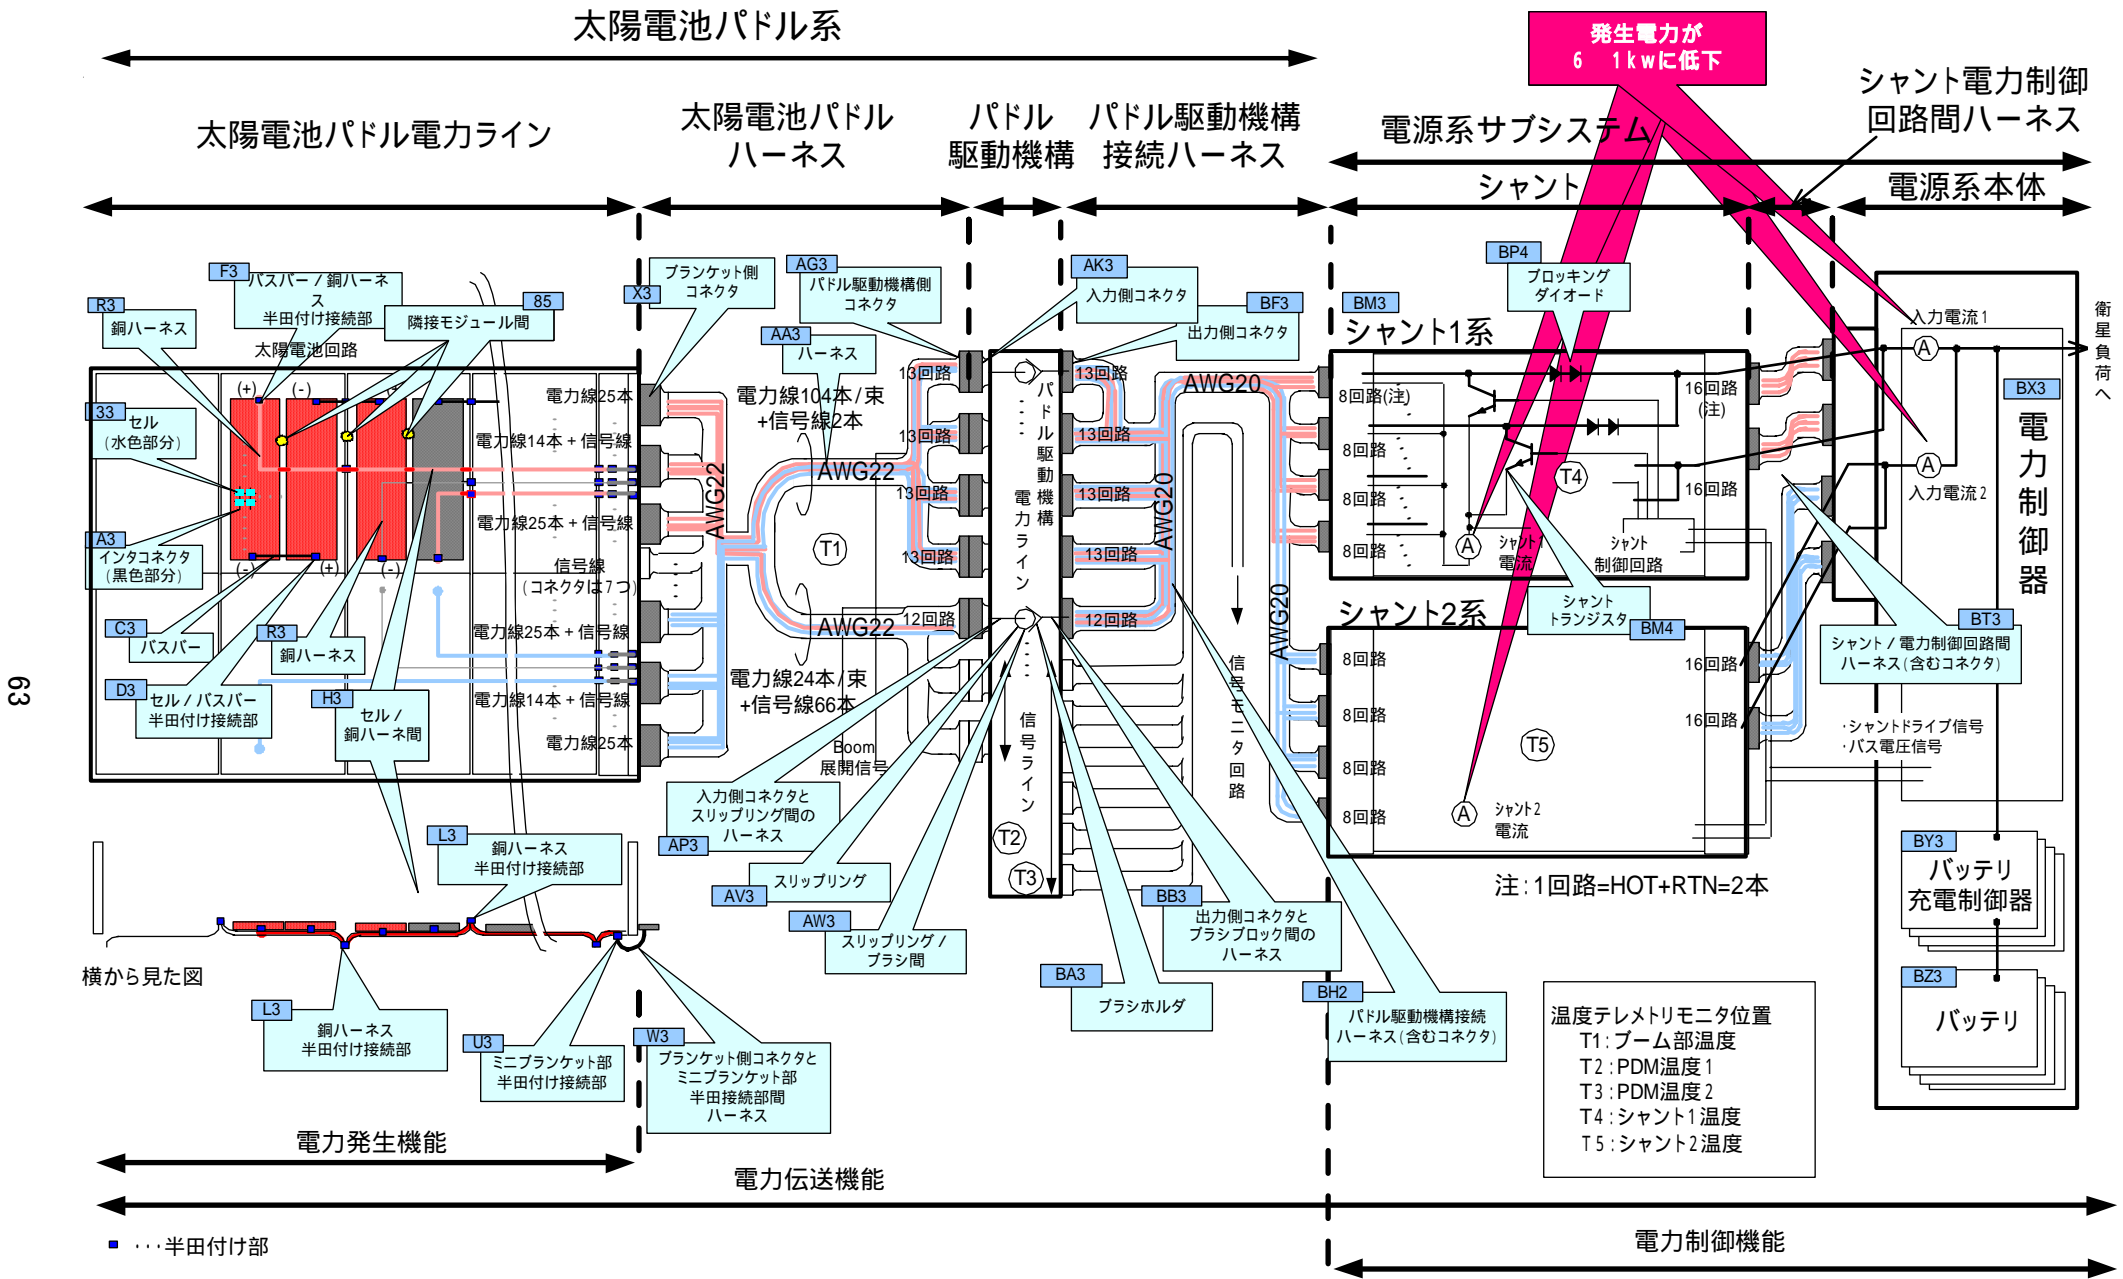 太陽電池パドル系
発生電力が
6 1kwに低下
シャント電力制御
回路間ハーネス
太陽電池パドル電力ライン
太陽電池パドル
ハーネス
パドル
駆動機構
パドル駆動機構
接続ハーネス
電源系サブシステム
シャント
電源系本体
F3
バスバー / 銅ハーネ
ス
半田付け接続部
R3
銅ハーネス
85
隣接モジュール間
太陽電池回路
X3
ブランケット側
コネクタ
AG3
パドル駆動機構側
コネクタ
AK3
入力側コネクタ
BF3
出力側コネクタ
AA3
ハーネス
BM3
シャント1系
BP4
ブロッキング
ダイオード
入力電流1
A
衛星負荷へ
BX3
電力制御器
33
セル
(水色部分)
A3
インタコネクタ
(黒色部分)
C3
バスバー
D3
セル / バスバー
半田付け接続部
R3
銅ハーネス
H3
セル /
銅ハーネ間
(+)
(-)
(+)
(-)
(+)
(-)
電力線25本
電力線14本 + 信号線
電力線25本 + 信号線
信号線
(コネクタは7つ)
電力線25本 + 信号線
電力線14本 + 信号線
電力線25本
AWG22
電力線104本/束
+信号線2本
AWG22
T1
AWG22
電力線24本/束
+信号線66本
Boom
展開信号
13回路
13回路
13回路
13回路
12回路
パドル駆動機構
電力ライン
信号ライン
T2
T3
13回路
13回路
13回路
13回路
12回路
AWG20
AWG20
AWG20
信号モニタ回路
8回路(注)
8回路
8回路
8回路
16回路
(注)
16回路
T4
A
シャント1
電流
シャント
制御回路
シャント
トランジスタ
BM4
シャント2系
8回路
8回路
8回路
8回路
16回路
16回路
T5
A
シャント2
電流
A
入力電流2
BT3
シャント / 電力制御回路間
ハーネス(含むコネクタ)
・シャントドライブ信号
・バス電圧信号
BY3
バッテリ
充電制御器
BZ3
バッテリ
注:1回路=HOT+RTN=2本
入力側コネクタと
スリップリング間の
ハーネス
AP3
スリップリング
AV3
AW3
スリップリング /
ブラシ間
BA3
ブラシホルダ
BB3
出力側コネクタと
ブラシブロック間の
ハーネス
BH2
パドル駆動機構接続
ハーネス(含むコネクタ)
L3
銅ハーネス
半田付け接続部
横から見た図
L3
銅ハーネス
半田付け接続部
U3
ミニブランケット部
半田付け接続部
W3
ブランケット側コネクタと
ミニブランケット部
半田接続部間
ハーネス
温度テレメトリモニタ位置
T1:ブーム部温度
T2:PDM温度1
T3:PDM温度2
T4:シャント1温度
T5:シャント2温度
電力発生機能
電力伝送機能
電力制御機能
・・・半田付け部
63